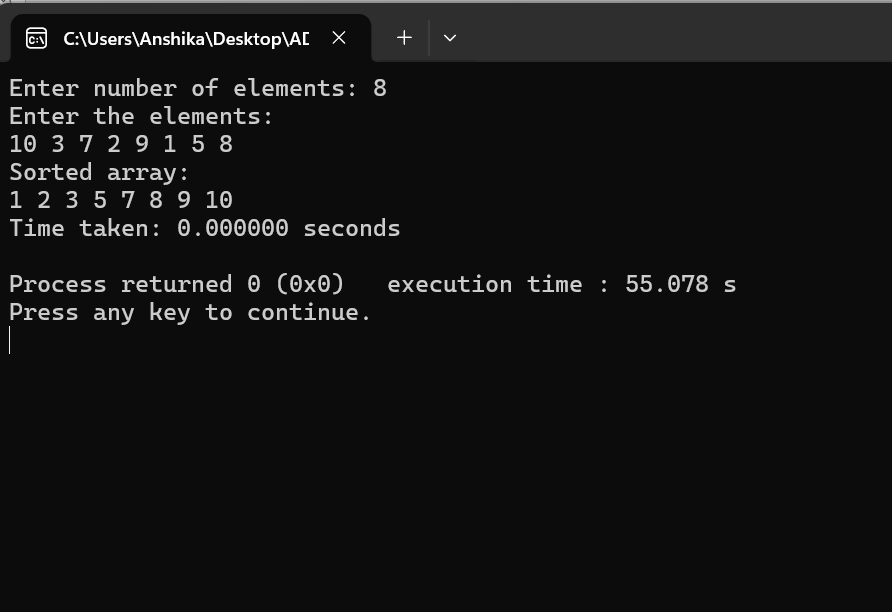 C:\Users\Anshika\Desktop\AD
Enter number of elements: 8
Enter the elements:
10 3 7 2 9 1 5 8
Sorted array:
1 2 3 5 7 8 9 10
Time taken: 0.000000 seconds
Process returned 0 (0x0)   execution time : 55.078 s
Press any key to continue.